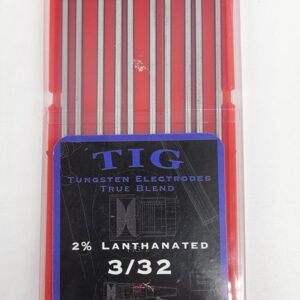 TIG
Tungsten Electrodes
True Blend
2% Lanthanated
3/32